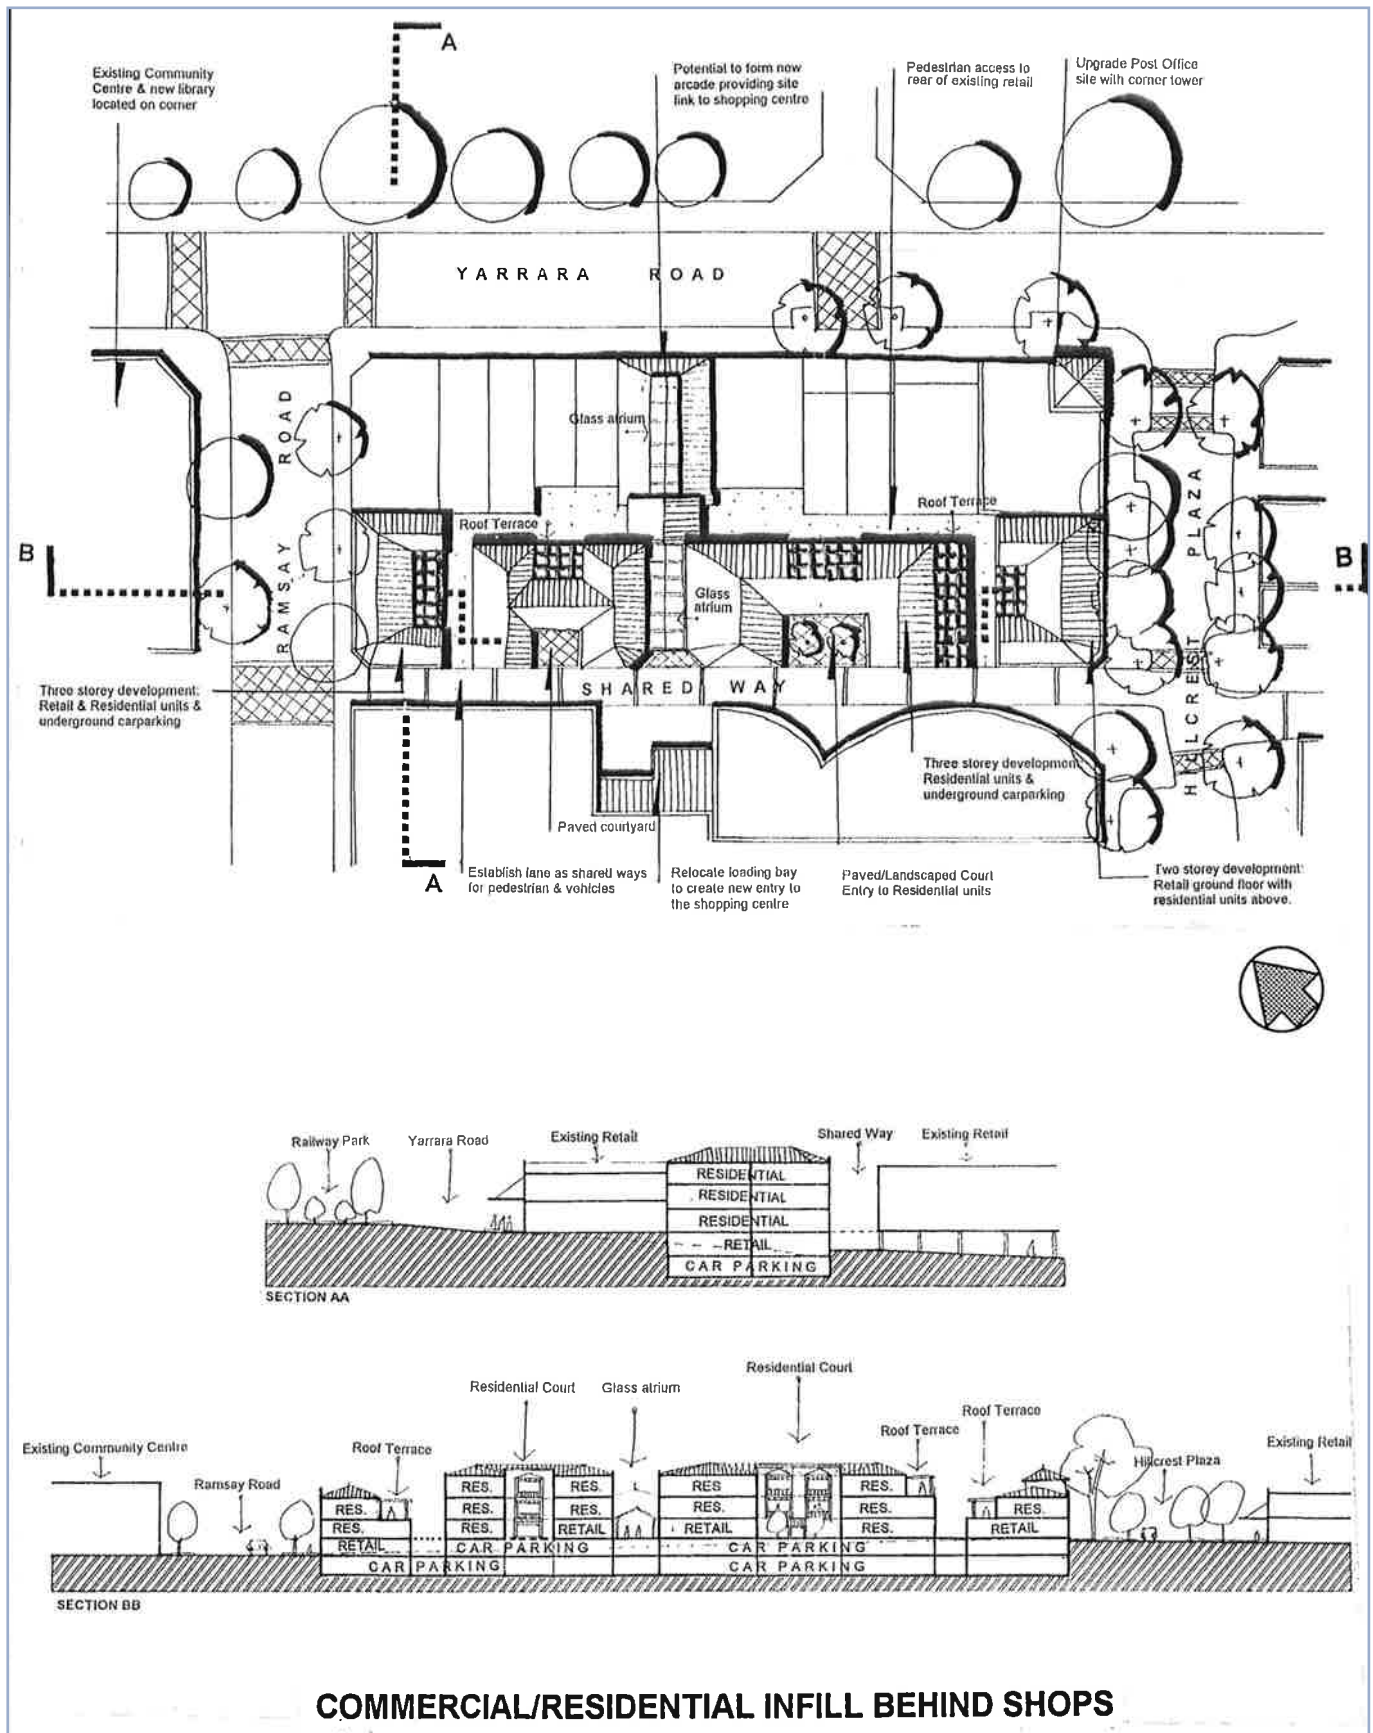 A
Existing Community
Centre & new library
located on corner
Potential to form new
arcade providing site
link to shopping centre
Pedestrian access to
rear of existing retail
Upgrade Post Office
site with corner tower
YARRARA ROAD
RAMSAY ROAD
Glass atrium
HILLCREST PLAZA
Roof Terrace
Roof Terrace
B
B
Glass
atrium
SHARED WAY
Three storey development:
Retail & Residential units &
underground carparking
Three storey development
Residential units &
underground carparking
Paved courtyard
A
Establish lane as shared ways
for pedestrian & vehicles
Relocate loading bay
to create new entry to
the shopping centre
Paved/Landscaped Court
Entry to Residential units
Two storey development:
Retail ground floor with
residential units above.
Railway Park
Yarrara Road
Existing Retail
Shared Way
Existing Retail
RESIDENTIAL
RESIDENTIAL
RESIDENTIAL
RETAIL
CAR PARKING
SECTION AA
Residential Court
Residential Court
Glass atrium
Roof Terrace
Roof Terrace
Existing Community Centre
Roof Terrace
Existing Retail
Hillcrest Plaza
Ramsay Road
RES. RES. RES RES.
RES. RES. RES. RES. RES. RES.
RES. RES. RETAIL RETAIL RES. RETAIL
RETAIL CAR PARKING CAR PARKING
CAR PARKING CAR PARKING
SECTION BB
COMMERCIAL/RESIDENTIAL INFILL BEHIND SHOPS